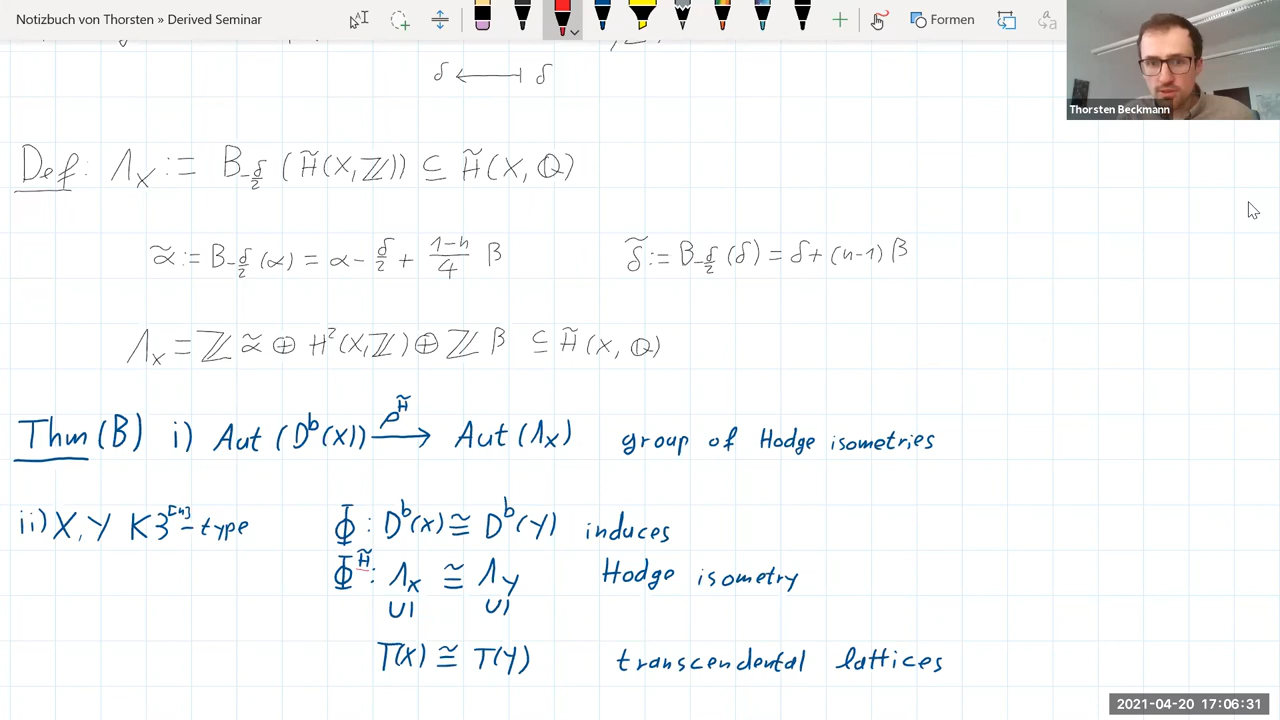 Notizbuch von Thorsten » Derived Seminar
Formen
Thorsten Beckmann
δ ⟻ δ
Def: Λ_X := B_{-δ/2} (H̃(X,ℤ)) ⊆ H̃(X,ℚ)
α̃ := B_{-δ/2}(α) = α - δ/2 + (1-n)/4 β    δ̃ := B_{-δ/2}(δ) = δ + (n-1) β
Λ_X = ℤ α̃ ⊕ H²(X,ℤ) ⊕ ℤ β ⊆ H̃(X,ℚ)
Thm (B) i) Aut (D^b(X)) →^{ρ^{H̃}} Aut (Λ_X) group of Hodge isometries
ii) X, Y K3^{[n]}-type Φ : D^b(X) ≅ D^b(Y) induces
Φ^{H̃} : Λ_X ≅ Λ_Y Hodge isometry
∪| ∪|
T(X) ≅ T(Y) transcendental lattices
2021-04-20 17:06:31